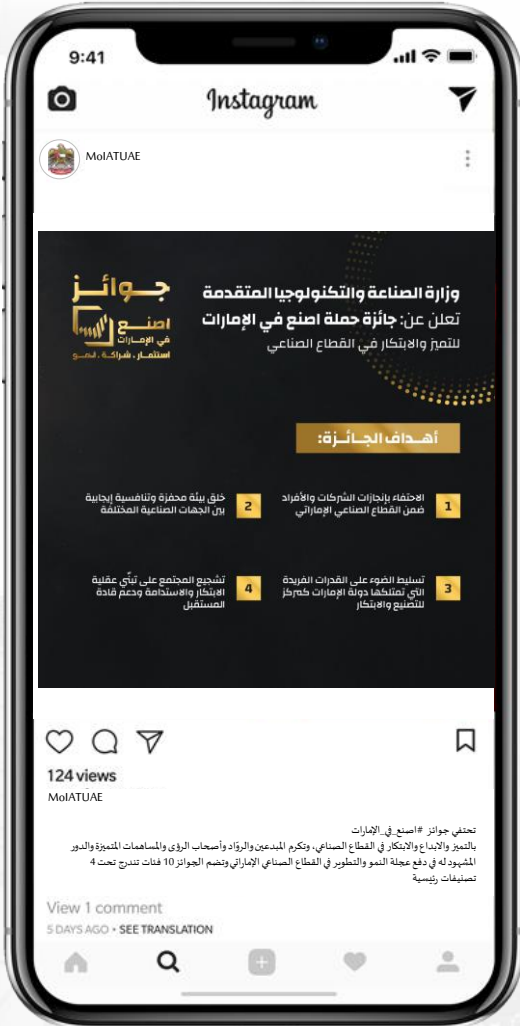 9:41
Instagram
MoIATUAE
جوائز
اصنع
في الإمارات
استثمار . شراكة . نمو
وزارة الصناعة والتكنولوجيا المتقدمة
تعلن عن: جائزة حملة اصنع في الإمارات
للتميز والابتكار في القطاع الصناعي
أهداف الجائزة:
1
الاحتفاء بإنجازات الشركات والأفراد
ضمن القطاع الصناعي الإماراتي
2
خلق بيئة محفزة وتنافسية إيجابية
بين الجهات الصناعية المختلفة
3
تسليط الضوء على القدرات الفريدة
التي تمتلكها دولة الإمارات كمركز
للتصنيع والابتكار
4
تشجيع المجتمع على تبنّي عقلية
الابتكار والاستدامة ودعم قادة
المستقبل
124 views
MoIATUAE
تحتفي جوائز #اصنع_في_الإمارات
بالتميز والابداع والابتكار في القطاع الصناعي، وتكرم المبدعين والروّاد وأصحاب الرؤى والمساهمات المتميزة والدور
المشهود له في دفع عجلة النمو والتطوير في القطاع الصناعي الإماراتي وتضم الجوائز 10 فئات تندرج تحت 4
تصنيفات رئيسية
View 1 comment
5 DAYS AGO • SEE TRANSLATION